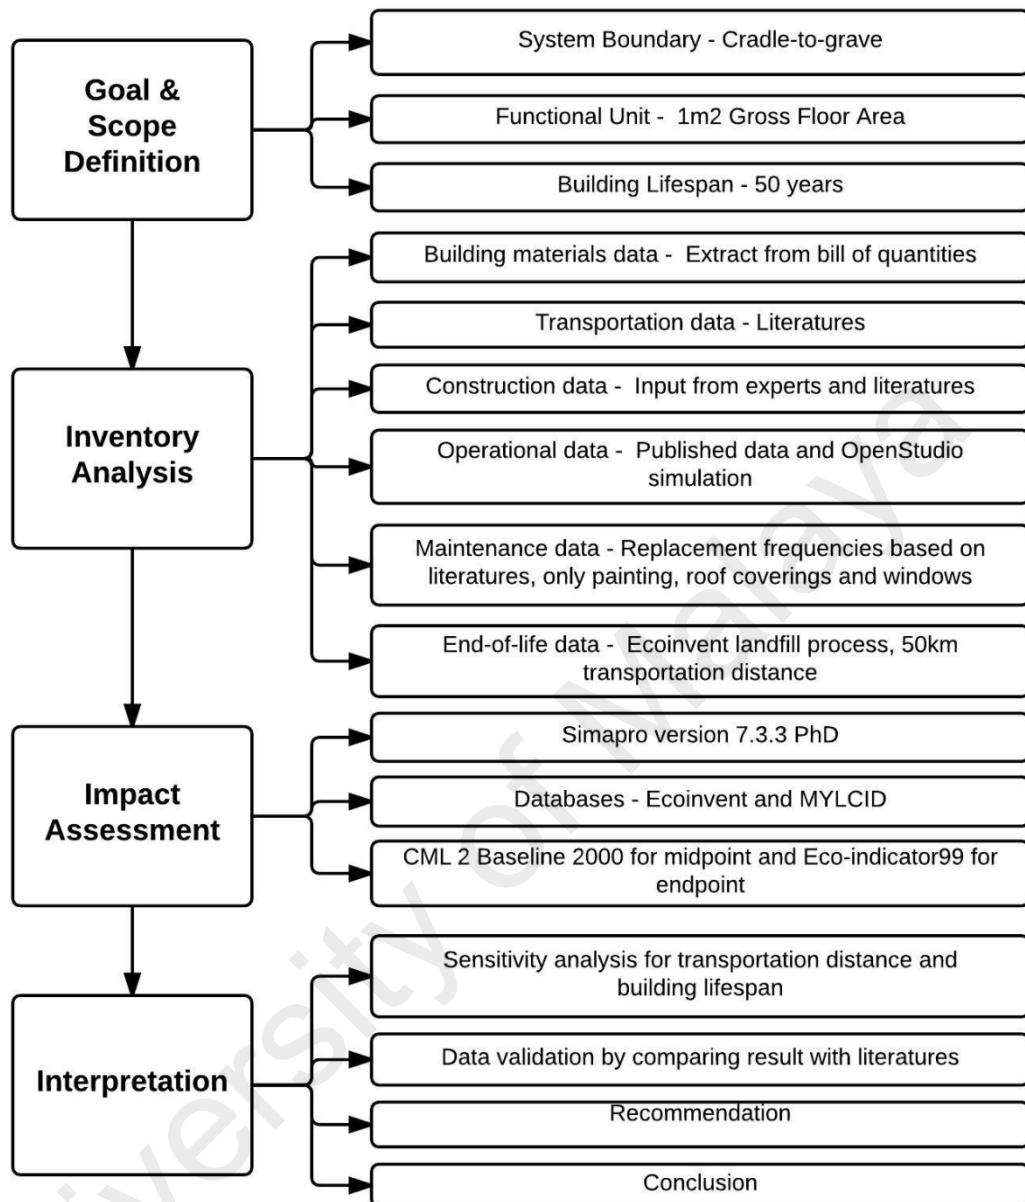 Goal &
Scope
Definition
System Boundary - Cradle-to-grave
Functional Unit - 1m2 Gross Floor Area
Building Lifespan - 50 years
Inventory
Analysis
Building materials data - Extract from bill of quantities
Transportation data - Literatures
Construction data - Input from experts and literatures
Operational data - Published data and OpenStudio
simulation
Maintenance data - Replacement frequencies based on
literatures, only painting, roof coverings and windows
End-of-life data - Ecoinvent landfill process, 50km
transportation distance
Impact
Assessment
Simapro version 7.3.3 PhD
Databases - Ecoinvent and MYLCID
CML 2 Baseline 2000 for midpoint and Eco-indicator99 for
endpoint
Interpretation
Sensitivity analysis for transportation distance and
building lifespan
Data validation by comparing result with literatures
Recommendation
Conclusion
versity of Malaya